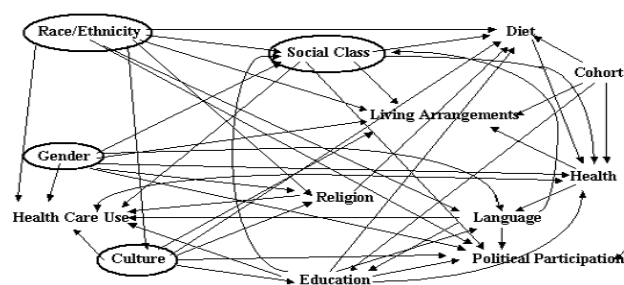 Race/Ethnicity
Diet
Social Class
Cohort
Living Arrangements
Gender
Health
Religion
Health Care Use
Language
Culture
Political Participation
Education